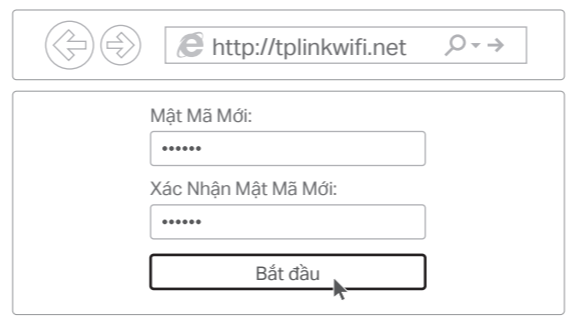 http://tplinkwifi.net
Mật Mã Mới:
••••••
Xác Nhận Mật Mã Mới:
••••••
Bắt đầu